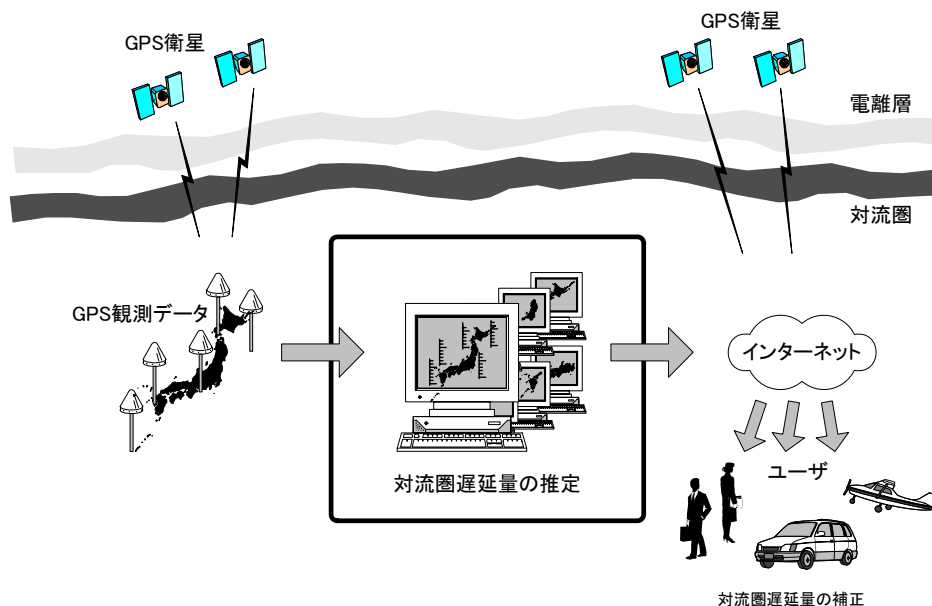 GPS衛星
GPS衛星
電離層
対流圏
GPS観測データ
インターネット
対流圏遅延量の推定
ユーザ
対流圏遅延量の補正